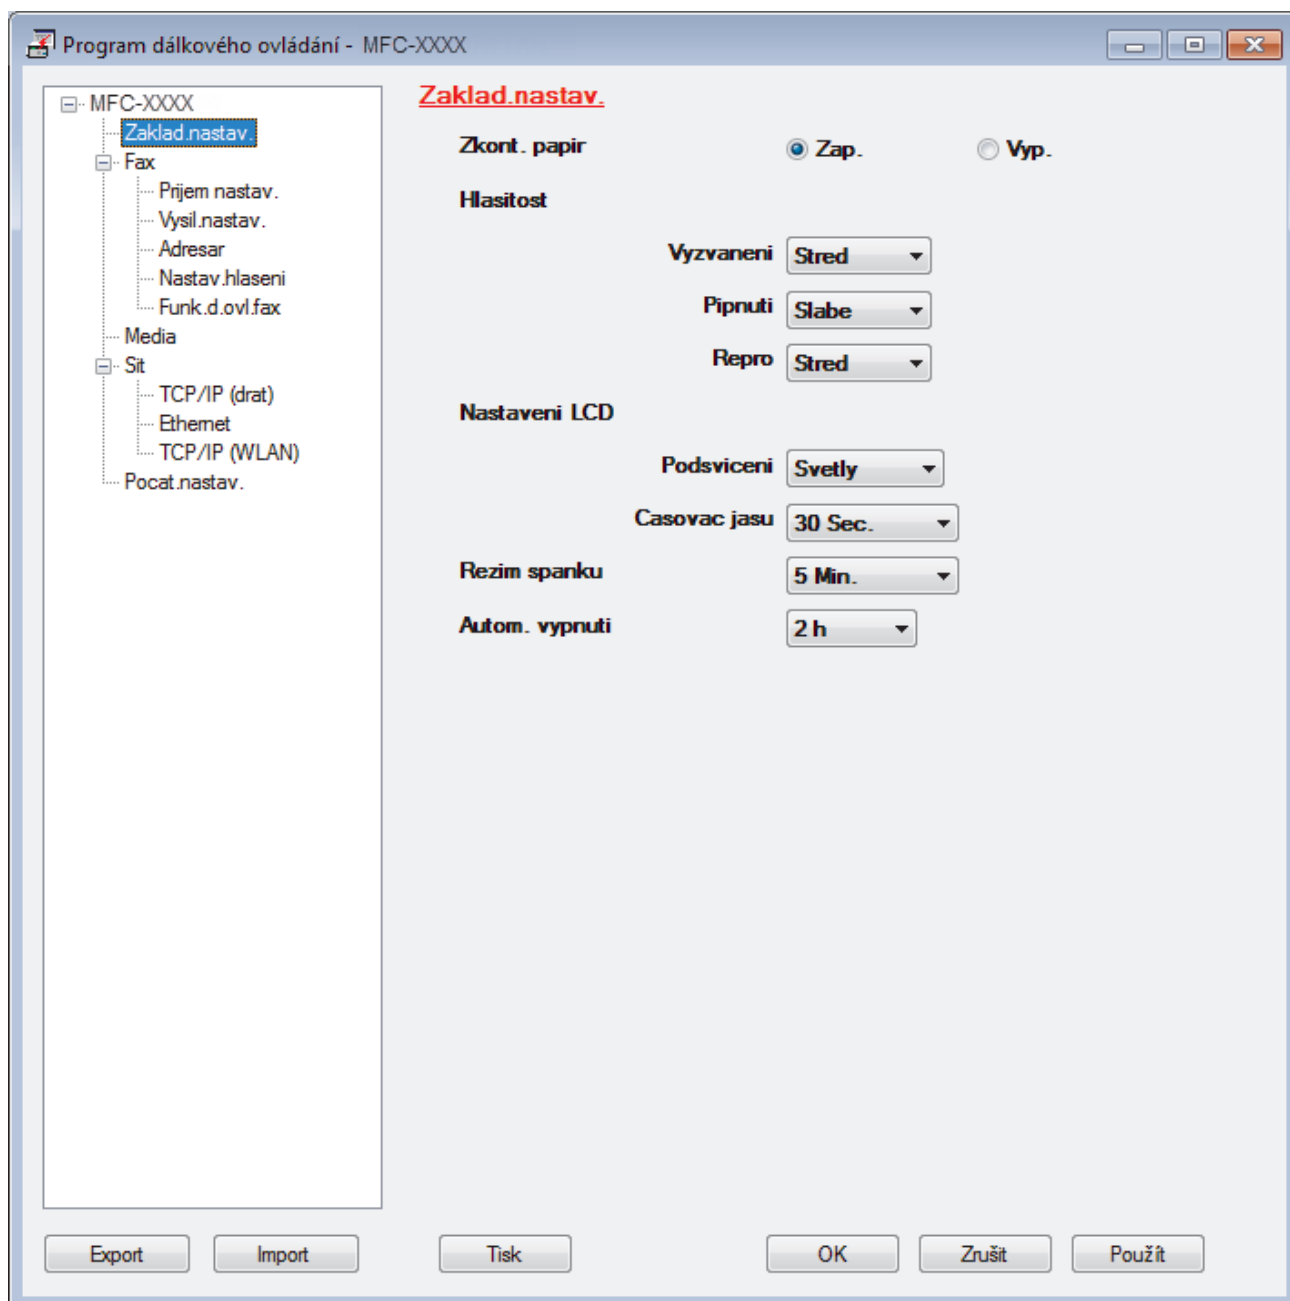 Program dálkového ovládání - MFC-XXXX
MFC-XXXX
Zaklad.nastav.
Fax
Prijem nastav.
Vysil.nastav.
Adresar
Nastav.hlaseni
Funk.d.ovl.fax
Media
Sit
TCP/IP (drat)
Ethernet
TCP/IP (WLAN)
Pocat.nastav.
Zaklad.nastav.
Zkont. papir Zap. Vyp.
Hlasitost
Vyzvaneni Stred
Pipnuti Slabe
Repro Stred
Nastaveni LCD
Podsviceni Svetly
Casovac jasu 30 Sec.
Rezim spanku 5 Min.
Autom. vypnuti 2 h
Export Import Tisk OK Zrušit Použít